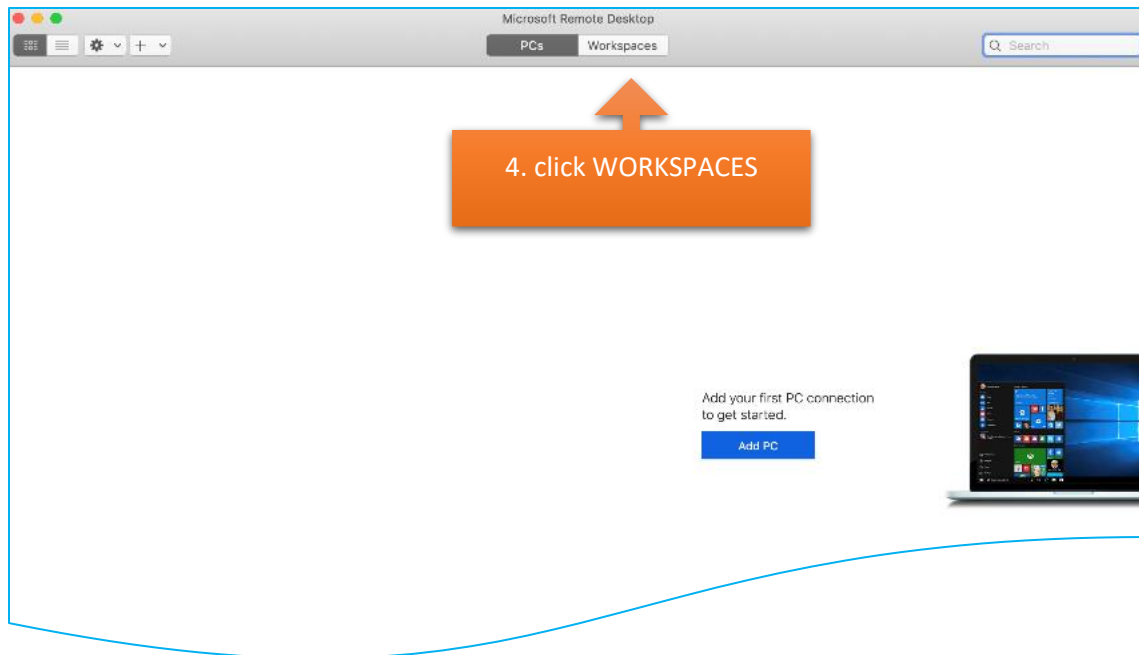 Microsoft Remote Desktop
PCs Workspaces
Search
4. click WORKSPACES
Add your first PC connection
to get started.
Add PC